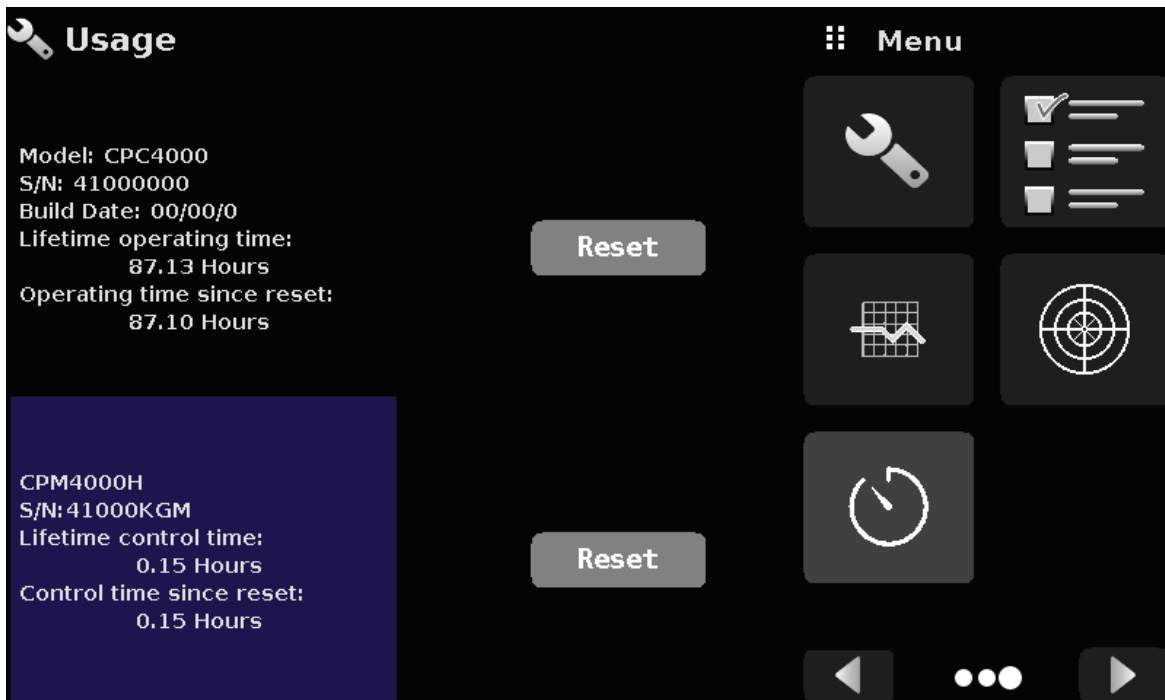 Usage
Menu
Model: CPC4000
S/N: 41000000
Build Date: 00/00/0
Lifetime operating time:
87.13 Hours
Operating time since reset:
87.10 Hours
Reset
CPM4000H
S/N:41000KGM
Lifetime control time:
0.15 Hours
Control time since reset:
0.15 Hours
Reset